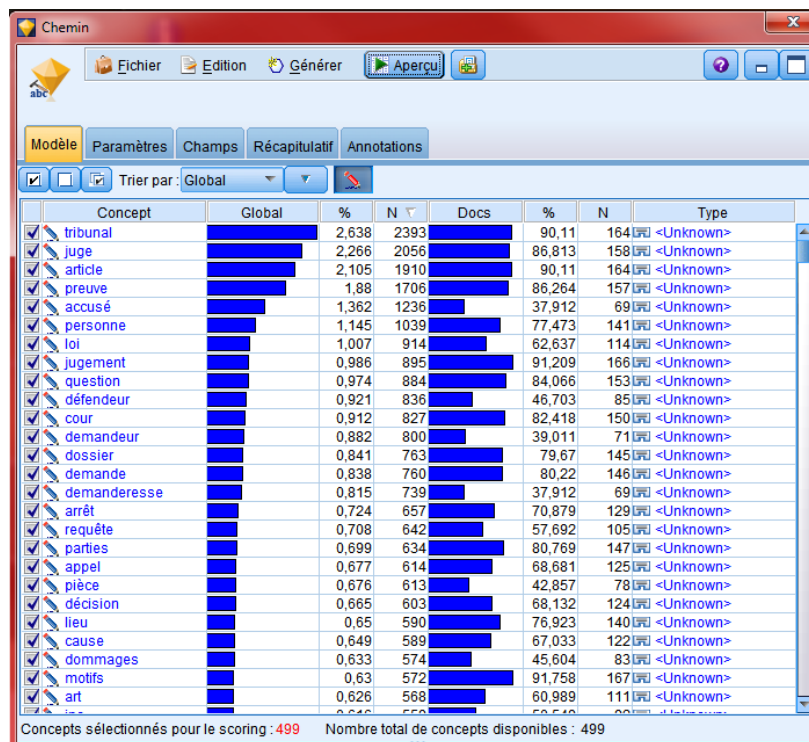 Chemin
Fichier Edition Générer Aperçu
abc
Modèle Paramètres Champs Récapitulatif Annotations
Trier par : Global
Concept Global % N Docs % N Type
tribunal 2,638 2393 90,11 164 <Unknown>
juge 2,266 2056 86,813 158 <Unknown>
article 2,105 1910 90,11 164 <Unknown>
preuve 1,88 1706 86,264 157 <Unknown>
accusé 1,362 1236 37,912 69 <Unknown>
personne 1,145 1039 77,473 141 <Unknown>
loi 1,007 914 62,637 114 <Unknown>
jugement 0,986 895 91,209 166 <Unknown>
question 0,974 884 84,066 153 <Unknown>
défendeur 0,921 836 46,703 85 <Unknown>
cour 0,912 827 82,418 150 <Unknown>
demandeur 0,882 800 39,011 71 <Unknown>
dossier 0,841 763 79,67 145 <Unknown>
demande 0,838 760 80,22 146 <Unknown>
demanderesse 0,815 739 37,912 69 <Unknown>
arrêt 0,724 657 70,879 129 <Unknown>
requête 0,708 642 57,692 105 <Unknown>
parties 0,699 634 80,769 147 <Unknown>
appel 0,677 614 68,681 125 <Unknown>
pièce 0,676 613 42,857 78 <Unknown>
décision 0,665 603 68,132 124 <Unknown>
lieu 0,65 590 76,923 140 <Unknown>
cause 0,649 589 67,033 122 <Unknown>
dommages 0,633 574 45,604 83 <Unknown>
motifs 0,63 572 91,758 167 <Unknown>
art 0,626 568 60,989 111 <Unknown>
Concepts sélectionnés pour le scoring : 499 Nombre total de concepts disponibles : 499